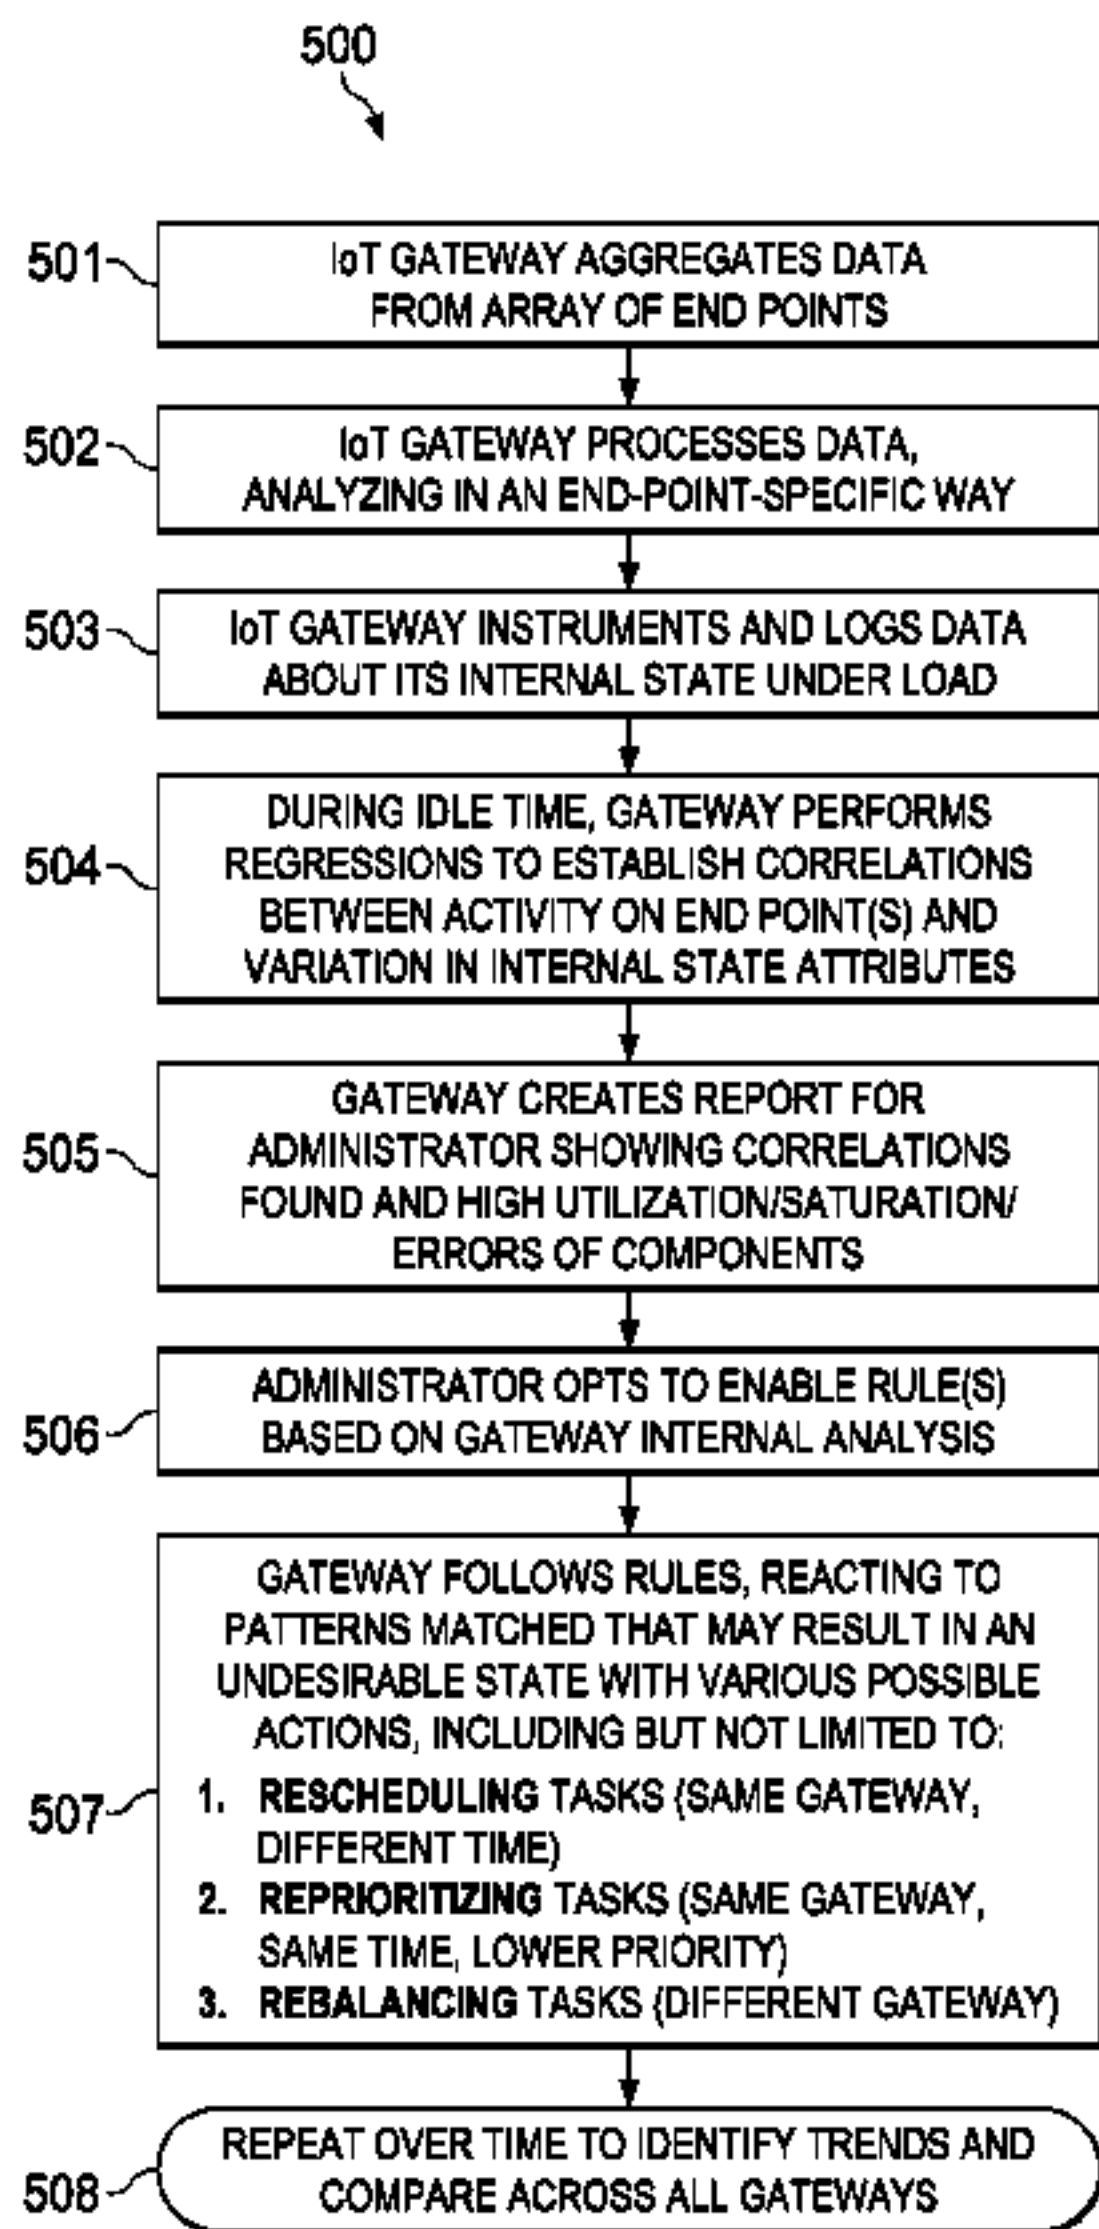 500
501
IoT GATEWAY AGGREGATES DATA
FROM ARRAY OF END POINTS
502
IoT GATEWAY PROCESSES DATA,
ANALYZING IN AN END-POINT-SPECIFIC WAY
503
IoT GATEWAY INSTRUMENTS AND LOGS DATA
ABOUT ITS INTERNAL STATE UNDER LOAD
504
DURING IDLE TIME, GATEWAY PERFORMS
REGRESSIONS TO ESTABLISH CORRELATIONS
BETWEEN ACTIVITY ON END POINT(S) AND
VARIATION IN INTERNAL STATE ATTRIBUTES
505
GATEWAY CREATES REPORT FOR
ADMINISTRATOR SHOWING CORRELATIONS
FOUND AND HIGH UTILIZATION/SATURATION/
ERRORS OF COMPONENTS
506
ADMINISTRATOR OPTS TO ENABLE RULE(S)
BASED ON GATEWAY INTERNAL ANALYSIS
507
GATEWAY FOLLOWS RULES, REACTING TO
PATTERNS MATCHED THAT MAY RESULT IN AN
UNDESIRABLE STATE WITH VARIOUS POSSIBLE
ACTIONS, INCLUDING BUT NOT LIMITED TO:
1. RESCHEDULING TASKS (SAME GATEWAY,
DIFFERENT TIME)
2. REPRIORITIZING TASKS (SAME GATEWAY,
SAME TIME, LOWER PRIORITY)
3. REBALANCING TASKS (DIFFERENT GATEWAY)
508
REPEAT OVER TIME TO IDENTIFY TRENDS AND
COMPARE ACROSS ALL GATEWAYS